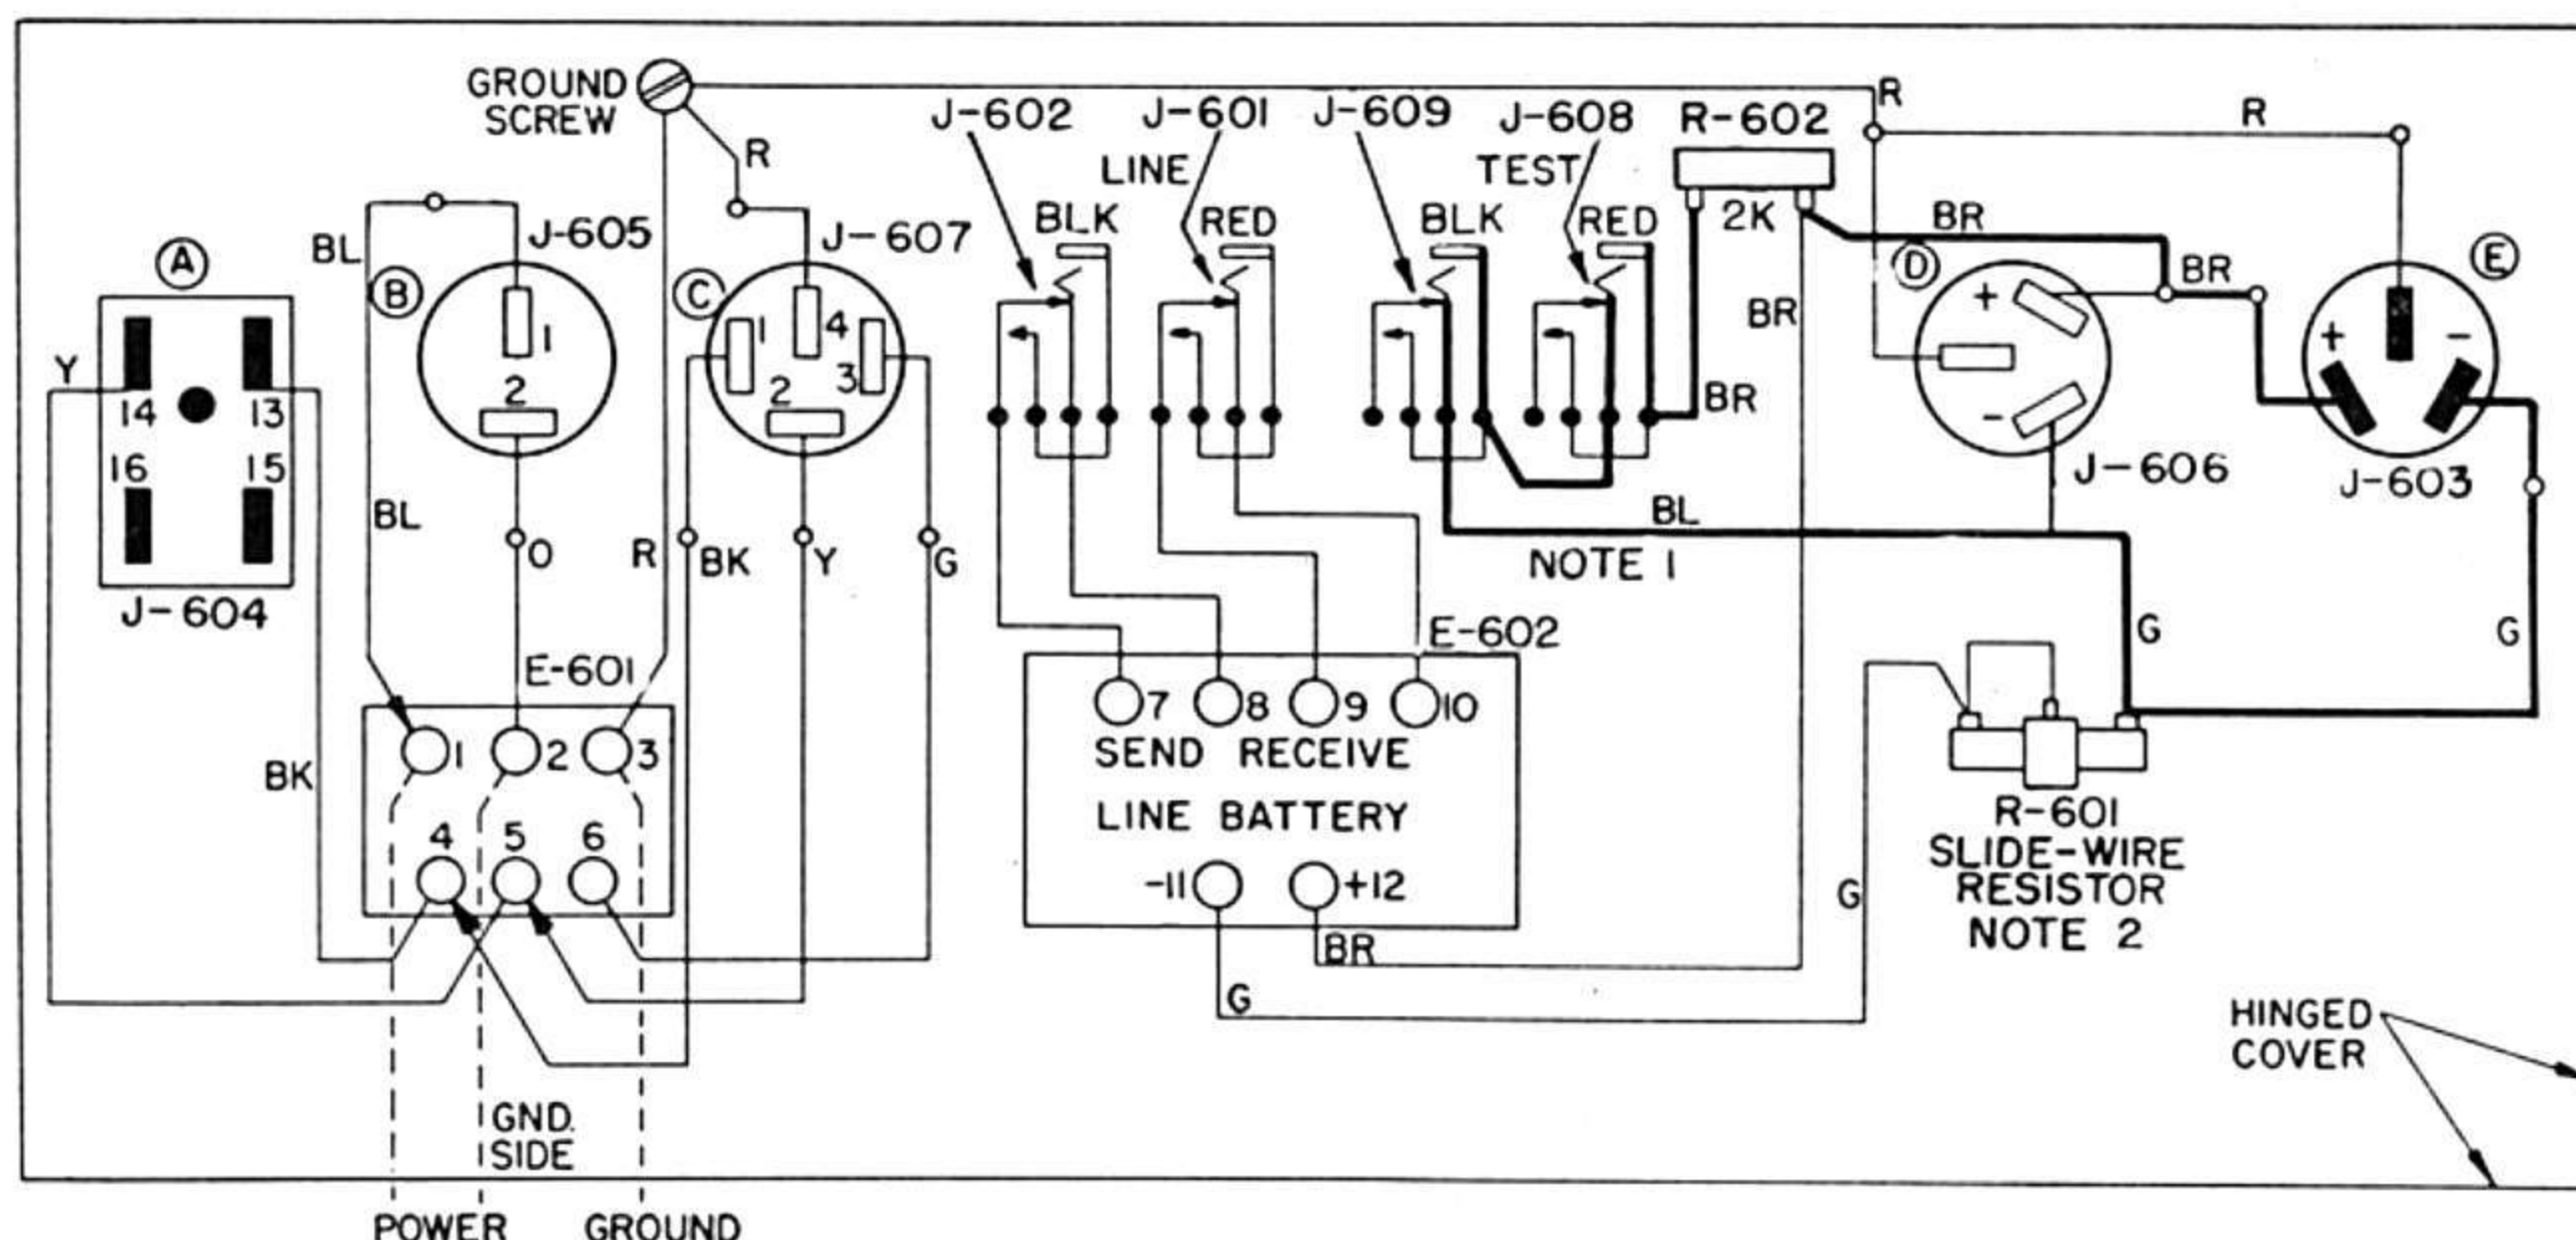 GROUND
SCREW
R
R
R
J-602
J-601
J-609
J-608
R-602
LINE
TEST
BLK
RED
BLK
RED
2K
BR
BR
BR
BR
A
Y
14
13
16
15
J-604
BL
BL
B
J-605
1
2
O
C
J-607
1
4
2
3
R
BK
Y
G
BK
E-601
1
2
3
4
5
6
GND.
SIDE
POWER
GROUND
BL
NOTE 1
E-602
7
8
9
10
SEND RECEIVE
LINE BATTERY
-11
+12
BR
G
G
D
+
-
J-606
E
+
-
J-603
G
G
R-601
SLIDE-WIRE
RESISTOR
NOTE 2
HINGED
COVER